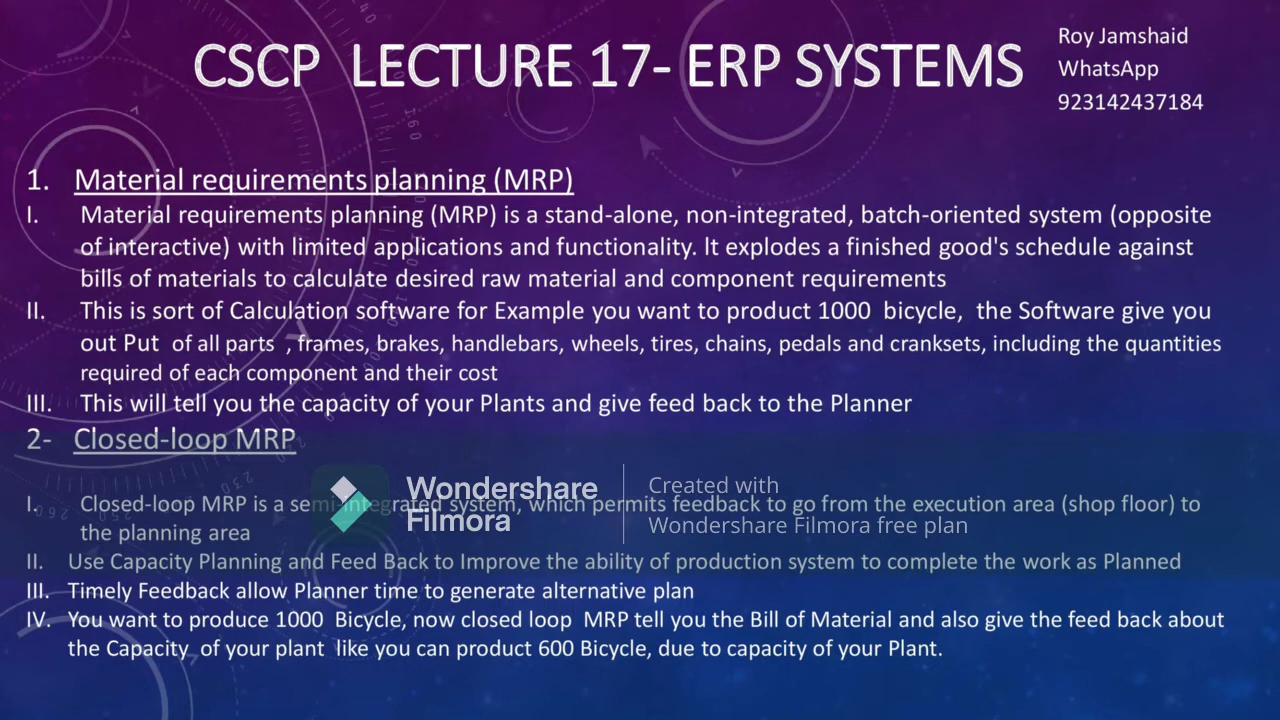 CSCP LECTURE 17- ERP SYSTEMS
Roy Jamshaid
WhatsApp
923142437184
1. Material requirements planning (MRP)
I. Material requirements planning (MRP) is a stand-alone, non-integrated, batch-oriented system (opposite
of interactive) with limited applications and functionality. It explodes a finished good's schedule against
bills of materials to calculate desired raw material and component requirements
II. This is sort of Calculation software for Example you want to product 1000 bicycle, the Software give you
out Put of all parts , frames, brakes, handlebars, wheels, tires, chains, pedals and cranksets, including the quantities
required of each component and their cost
III. This will tell you the capacity of your Plants and give feed back to the Planner
2- Closed-loop MRP
I. Closed-loop MRP is a semi-integrated system, which permits feedback to go from the execution area (shop floor) to
the planning area
Wondershare
Filmora
Created with
Wondershare Filmora free plan
II. Use Capacity Planning and Feed Back to Improve the ability of production system to complete the work as Planned
III. Timely Feedback allow Planner time to generate alternative plan
IV. You want to produce 1000 Bicycle, now closed loop MRP tell you the Bill of Material and also give the feed back about
the Capacity of your plant like you can product 600 Bicycle, due to capacity of your Plant.